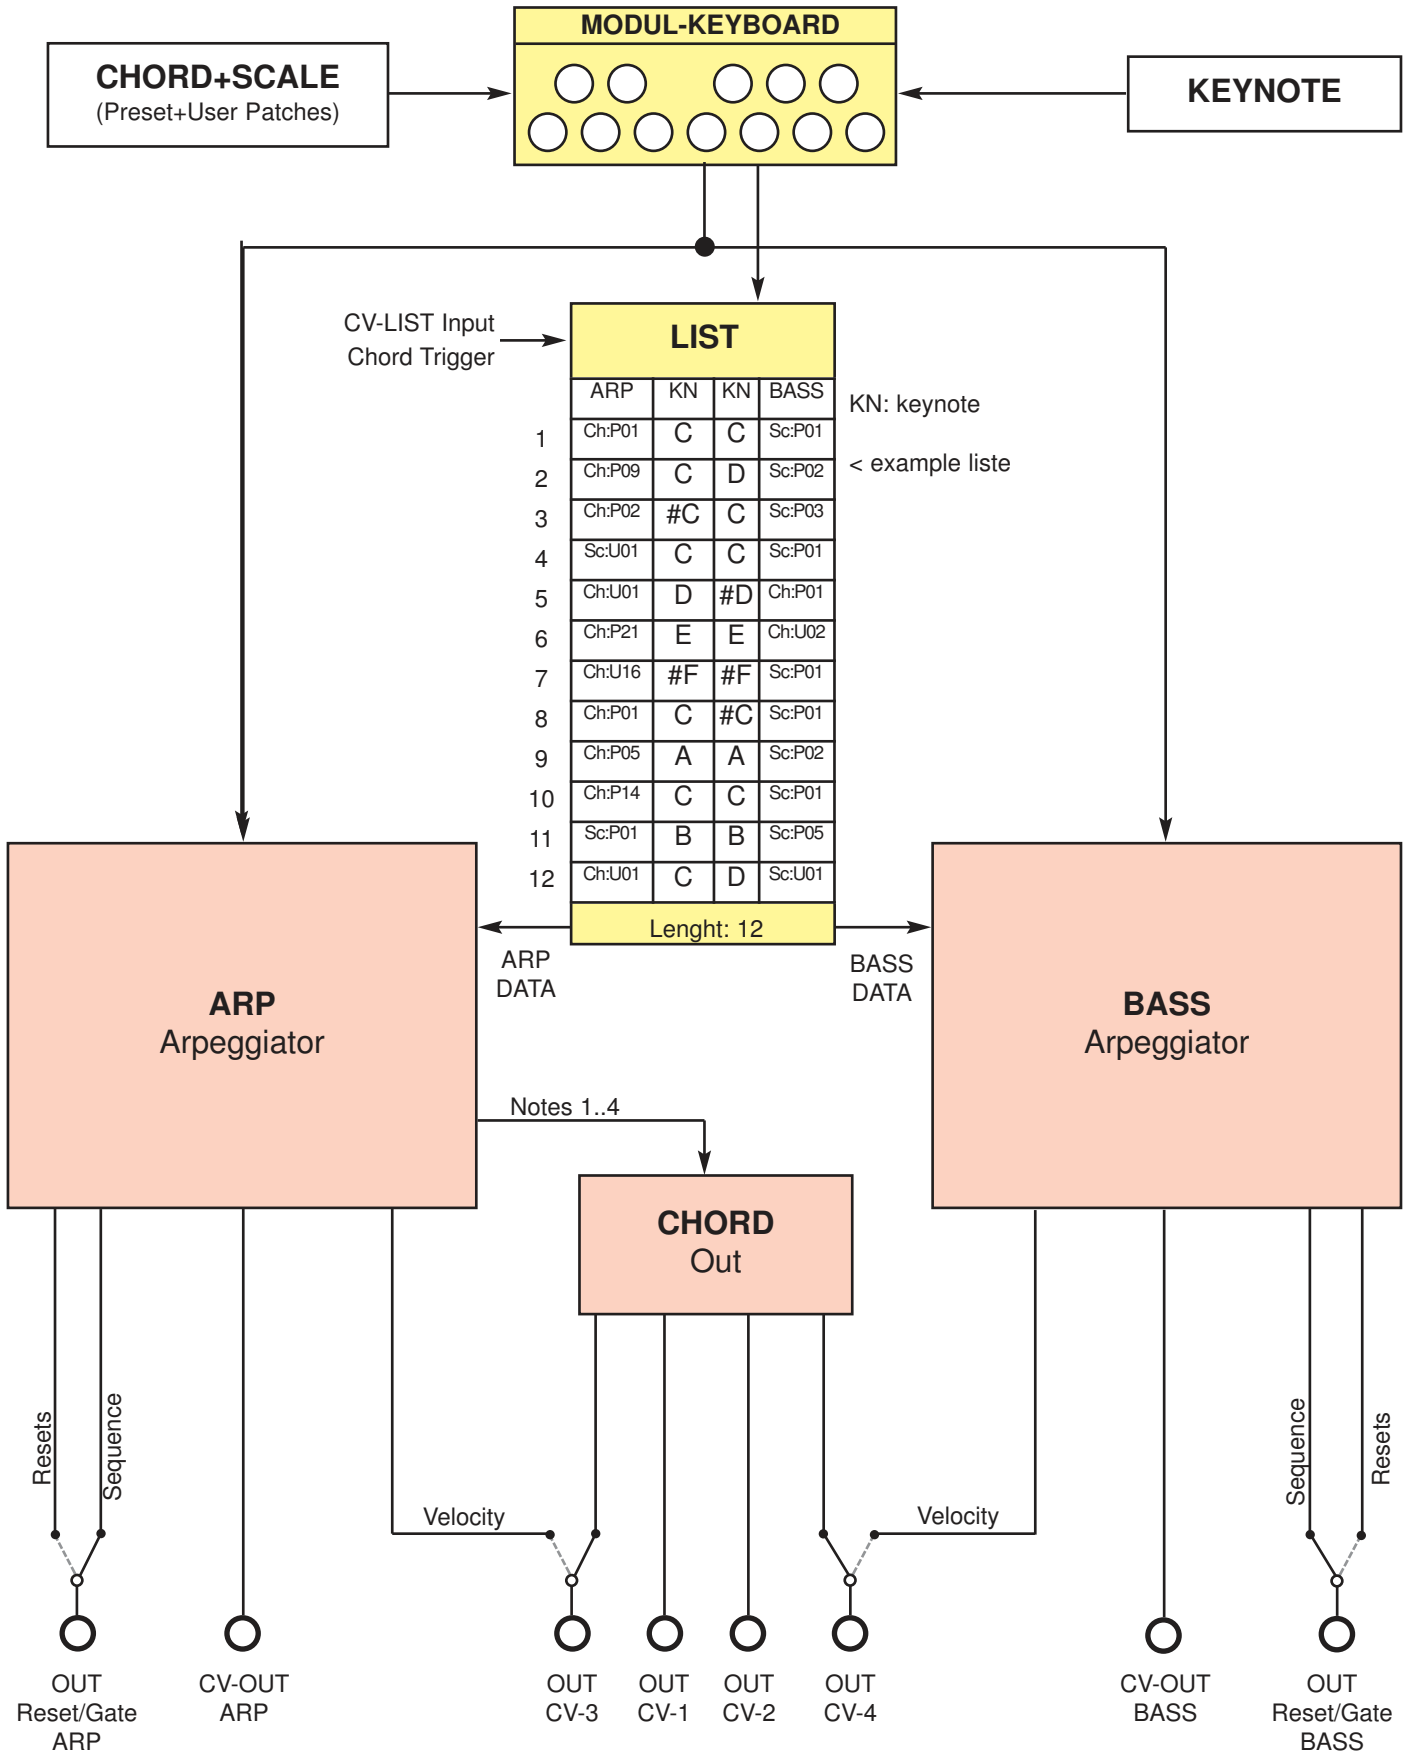 MODUL-KEYBOARD
CHORD+SCALE
(Preset+User Patches)
KEYNOTE
CV-LIST Input
Chord Trigger
LIST
ARP KN KN BASS
KN: keynote
1 Ch:P01 C C Sc:P01
< example liste
2 Ch:P09 C D Sc:P02
3 Ch:P02 #C C Sc:P03
4 Sc:U01 C C Sc:P01
5 Ch:U01 D #D Ch:P01
6 Ch:P21 E E Ch:U02
7 Ch:U16 #F #F Sc:P01
8 Ch:P01 C #C Sc:P01
9 Ch:P05 A A Sc:P02
10 Ch:P14 C C Sc:P01
11 Sc:P01 B B Sc:P05
12 Ch:U01 C D Sc:U01
Lenght: 12
ARP
DATA
BASS
DATA
ARP
Arpeggiator
BASS
Arpeggiator
Notes 1..4
CHORD
Out
Resets
Sequence
Velocity
Velocity
Sequence
Resets
OUT
Reset/Gate
ARP
CV-OUT
ARP
OUT
CV-3
OUT
CV-1
OUT
CV-2
OUT
CV-4
CV-OUT
BASS
OUT
Reset/Gate
BASS